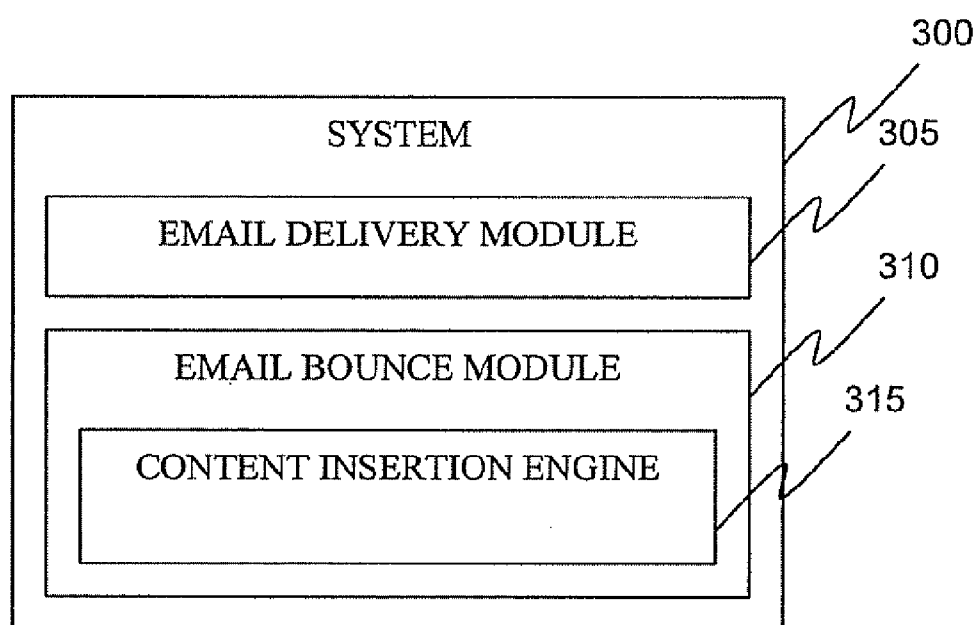 300
SYSTEM
305
EMAIL DELIVERY MODULE
310
EMAIL BOUNCE MODULE
315
CONTENT INSERTION ENGINE